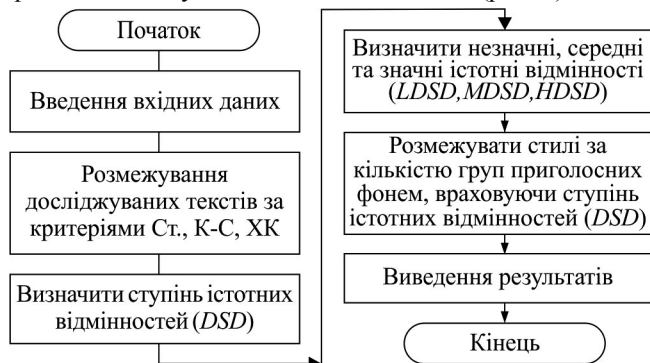 Початок
Введення вхідних даних
Розмежування
досліджуваних текстів за
критеріями Ст., К-С, ХК
Визначити ступінь істотних
відмінностей (DSD)
Визначити незначні, середні
та значні істотні відмінності
(LDSD,MDSD,HDSD)
Розмежувати стилі за
кількістю груп приголосних
фонем, враховуючи ступінь
істотних відмінностей (DSD)
Виведення результатів
Кінець